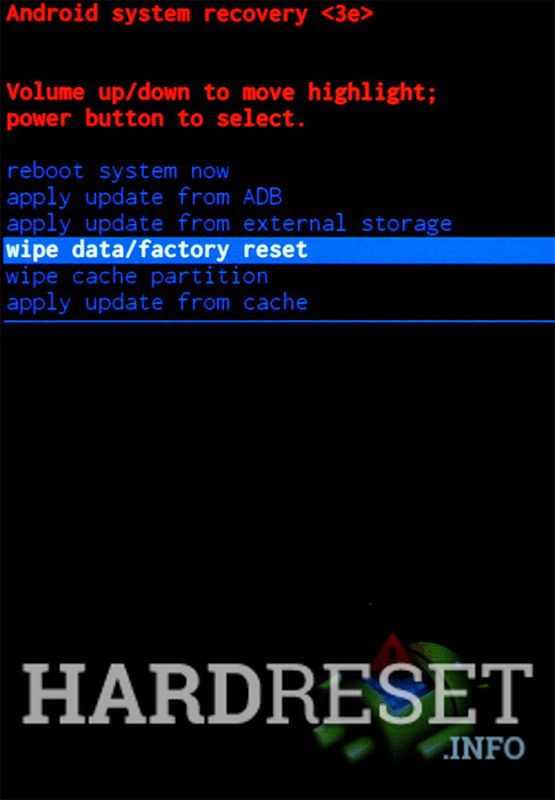 Android system recovery <3e>
Volume up/down to move highlight;
power button to select.
reboot system now
apply update from ADB
apply update from external storage
wipe data/factory reset
wipe cache partition
apply update from cache
HARDRESET
.INFO